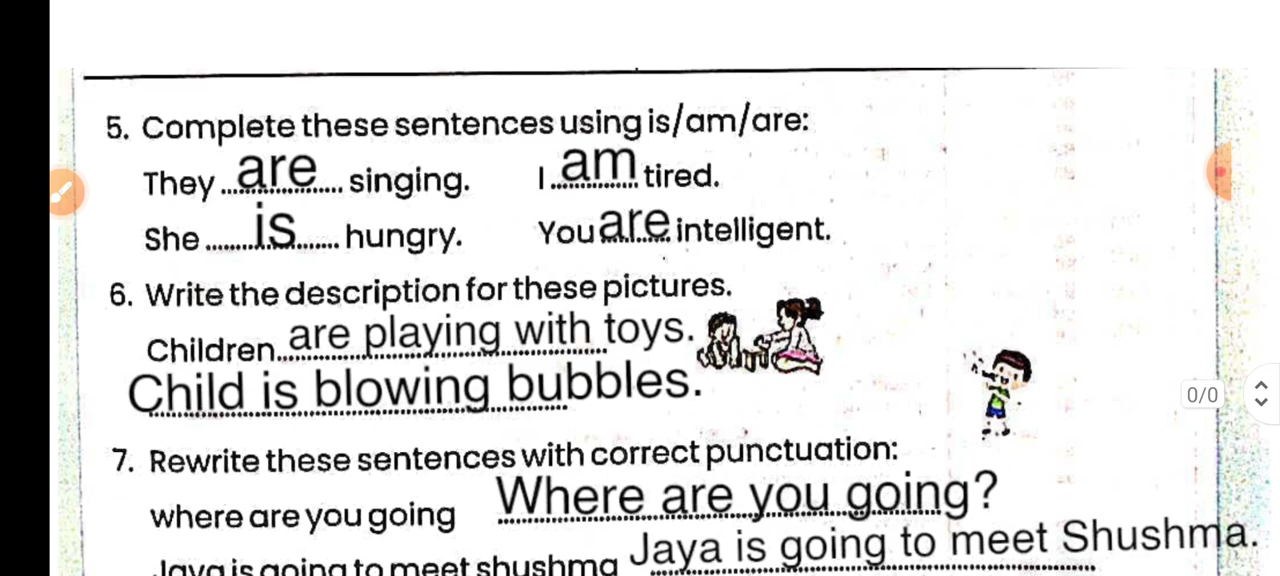 5. Complete these sentences using is/am/are:
They are singing. I am tired.
She is hungry. You are intelligent.
6. Write the description for these pictures.
Children are playing with toys.
Child is blowing bubbles.
0/0
7. Rewrite these sentences with correct punctuation:
where are you going Where are you going?
Jaya is going to meet shushma Jaya is going to meet Shushma.